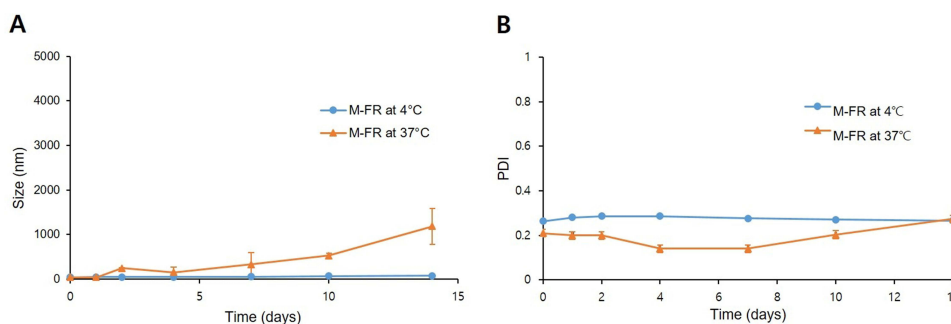 A
5000
4000
3000
2000
1000
0
Size (nm)
0
5
10
15
Time (days)
M-FR at 4°C
M-FR at 37°C
B
1
0.8
0.6
0.4
0.2
0
PDI
0
2
4
6
8
10
12
14
Time (days)
M-FR at 4℃
M-FR at 37℃